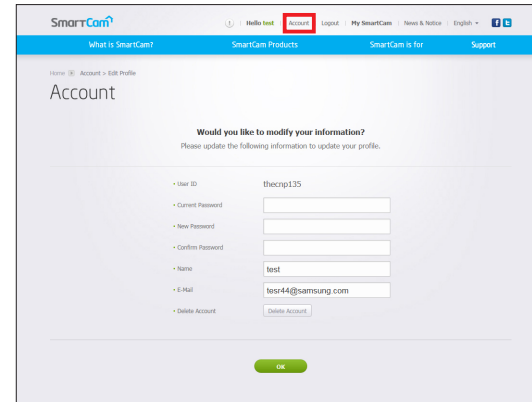 SmartCam
Hello test | Account | Logout | My SmartCam | News & Notice | English
What is SmartCam? SmartCam Products SmartCam is for Support
Home Account > Edit Profile
Account
Would you like to modify your information?
Please update the following information to update your profile.
• User ID thecnp135
• Current Password
• New Password
• Confirm Password
• Name test
• E-Mail tesr44@samsung.com
• Delete Account Delete Account
OK